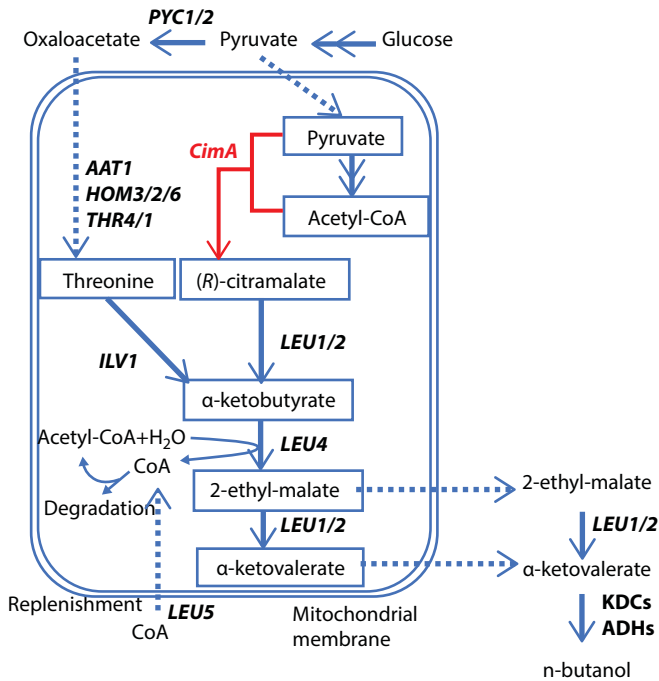 PYC1/2
Oxaloacetate
Pyruvate
Glucose
CimA
Pyruvate
AAT1
HOM3/2/6
THR4/1
Acetyl-CoA
Threonine
(R)-citramalate
ILV1
LEU1/2
α-ketobutyrate
Acetyl-CoA+H₂O
LEU4
CoA
2-ethyl-malate
2-ethyl-malate
Degradation
LEU1/2
LEU1/2
α-ketovalerate
α-ketovalerate
Replenishment
LEU5
CoA
Mitochondrial
membrane
KDCs
ADHs
n-butanol